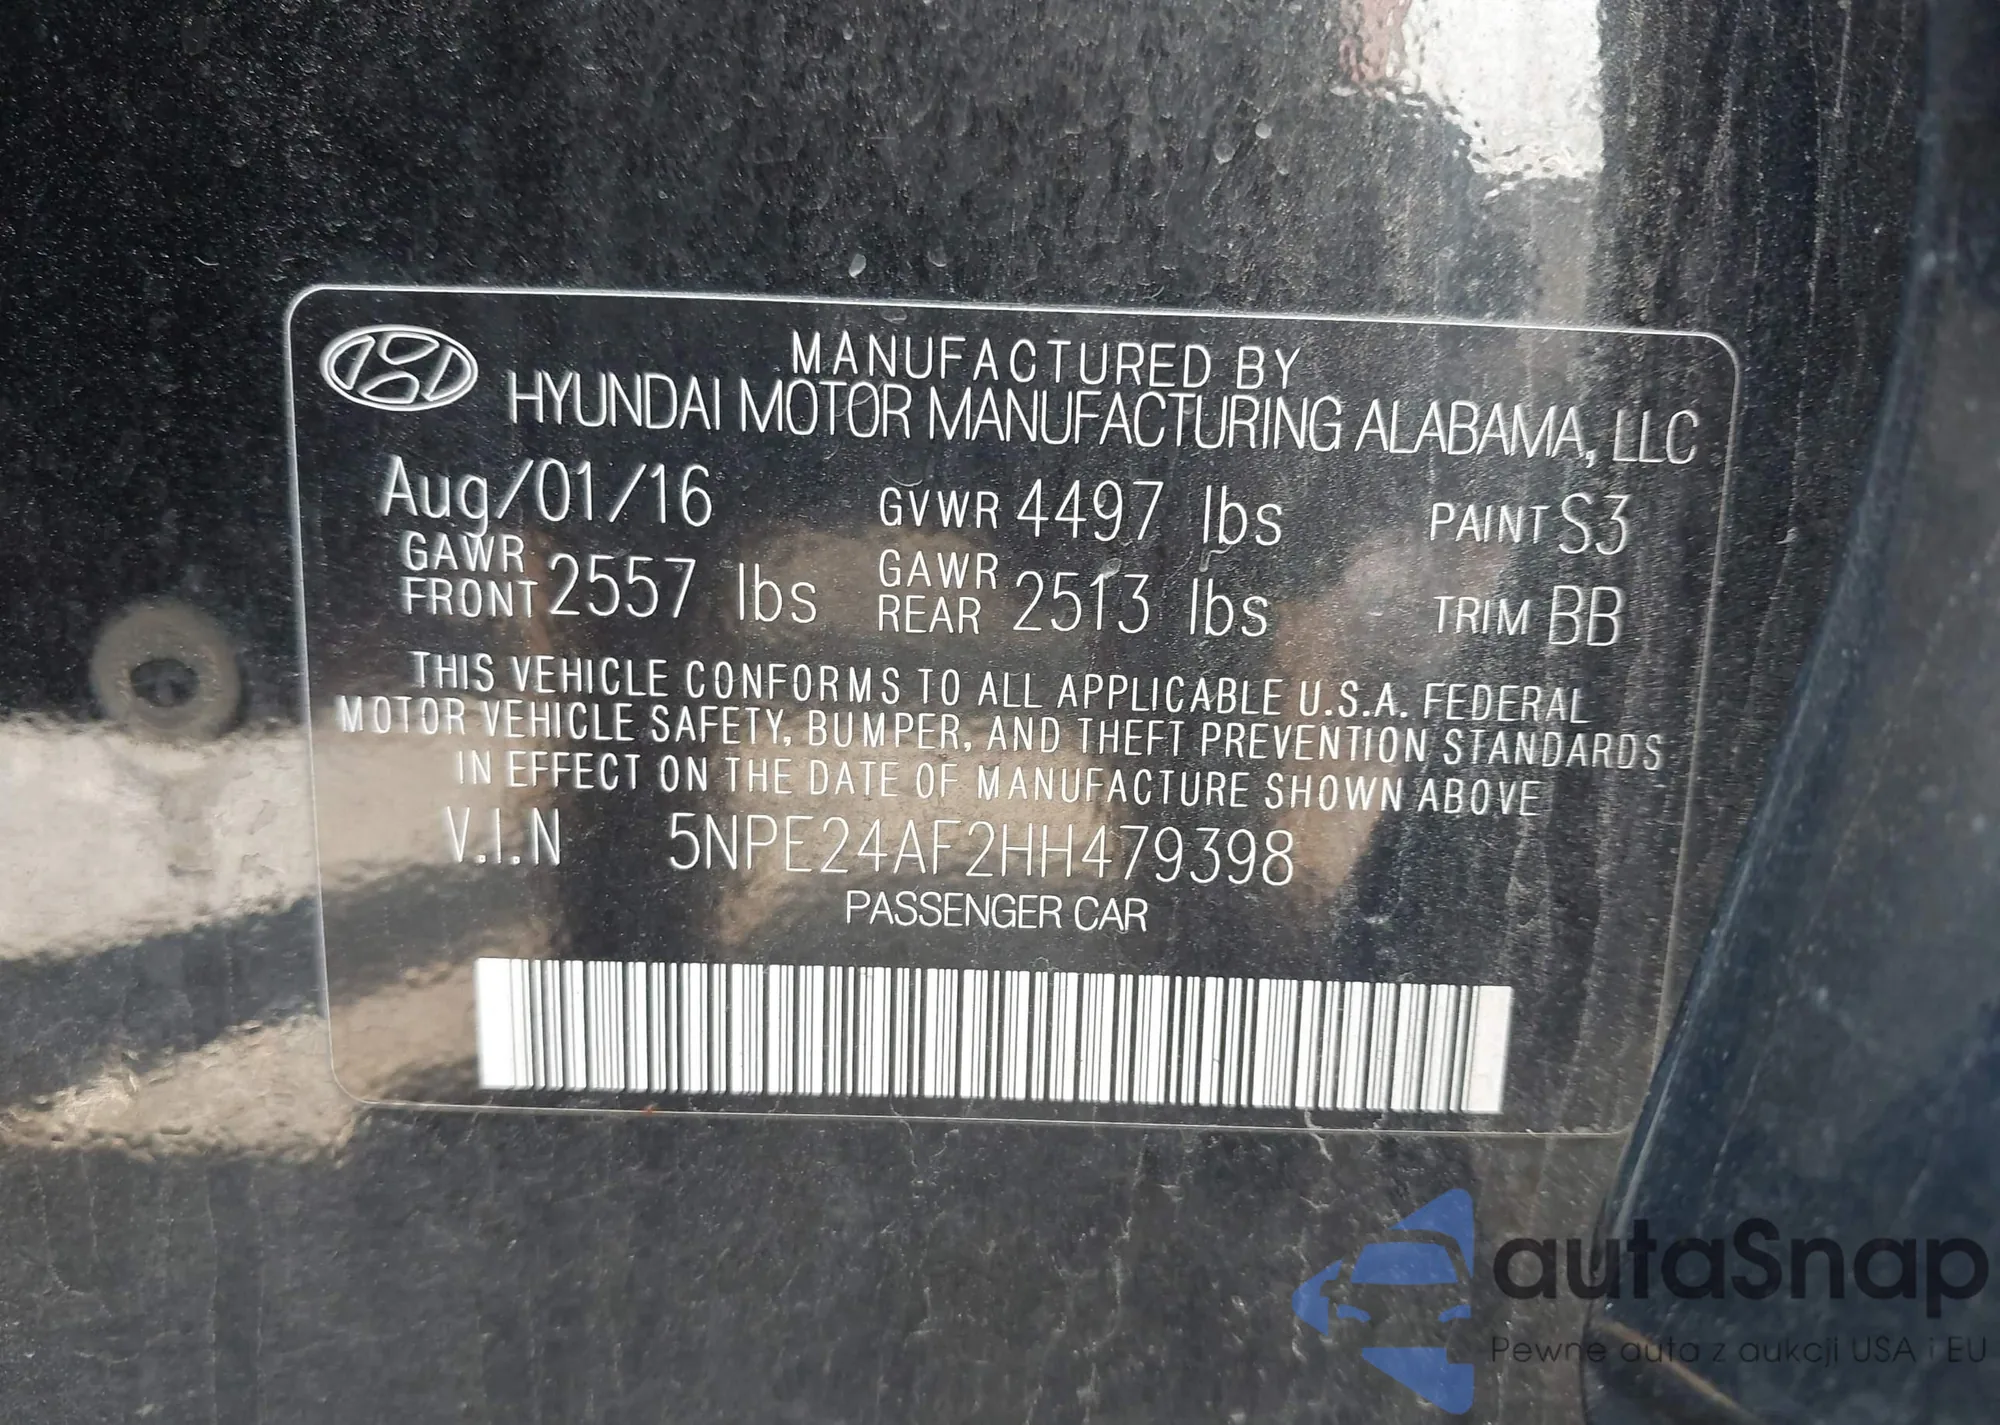 MANUFACTURED BY
HYUNDAI MOTOR MANUFACTURING ALABAMA, LLC
Aug/01/16 GVWR 4497 lbs PAINT S3
GAWR FRONT 2557 lbs GAWR REAR 2513 lbs TRIM BB
THIS VEHICLE CONFORMS TO ALL APPLICABLE U.S.A. FEDERAL
MOTOR VEHICLE SAFETY, BUMPER, AND THEFT PREVENTION STANDARDS
IN EFFECT ON THE DATE OF MANUFACTURE SHOWN ABOVE
V.I.N 5NPE24AF2HH479398
PASSENGER CAR
autaSnap
Pewne auta z aukcji USA i EU